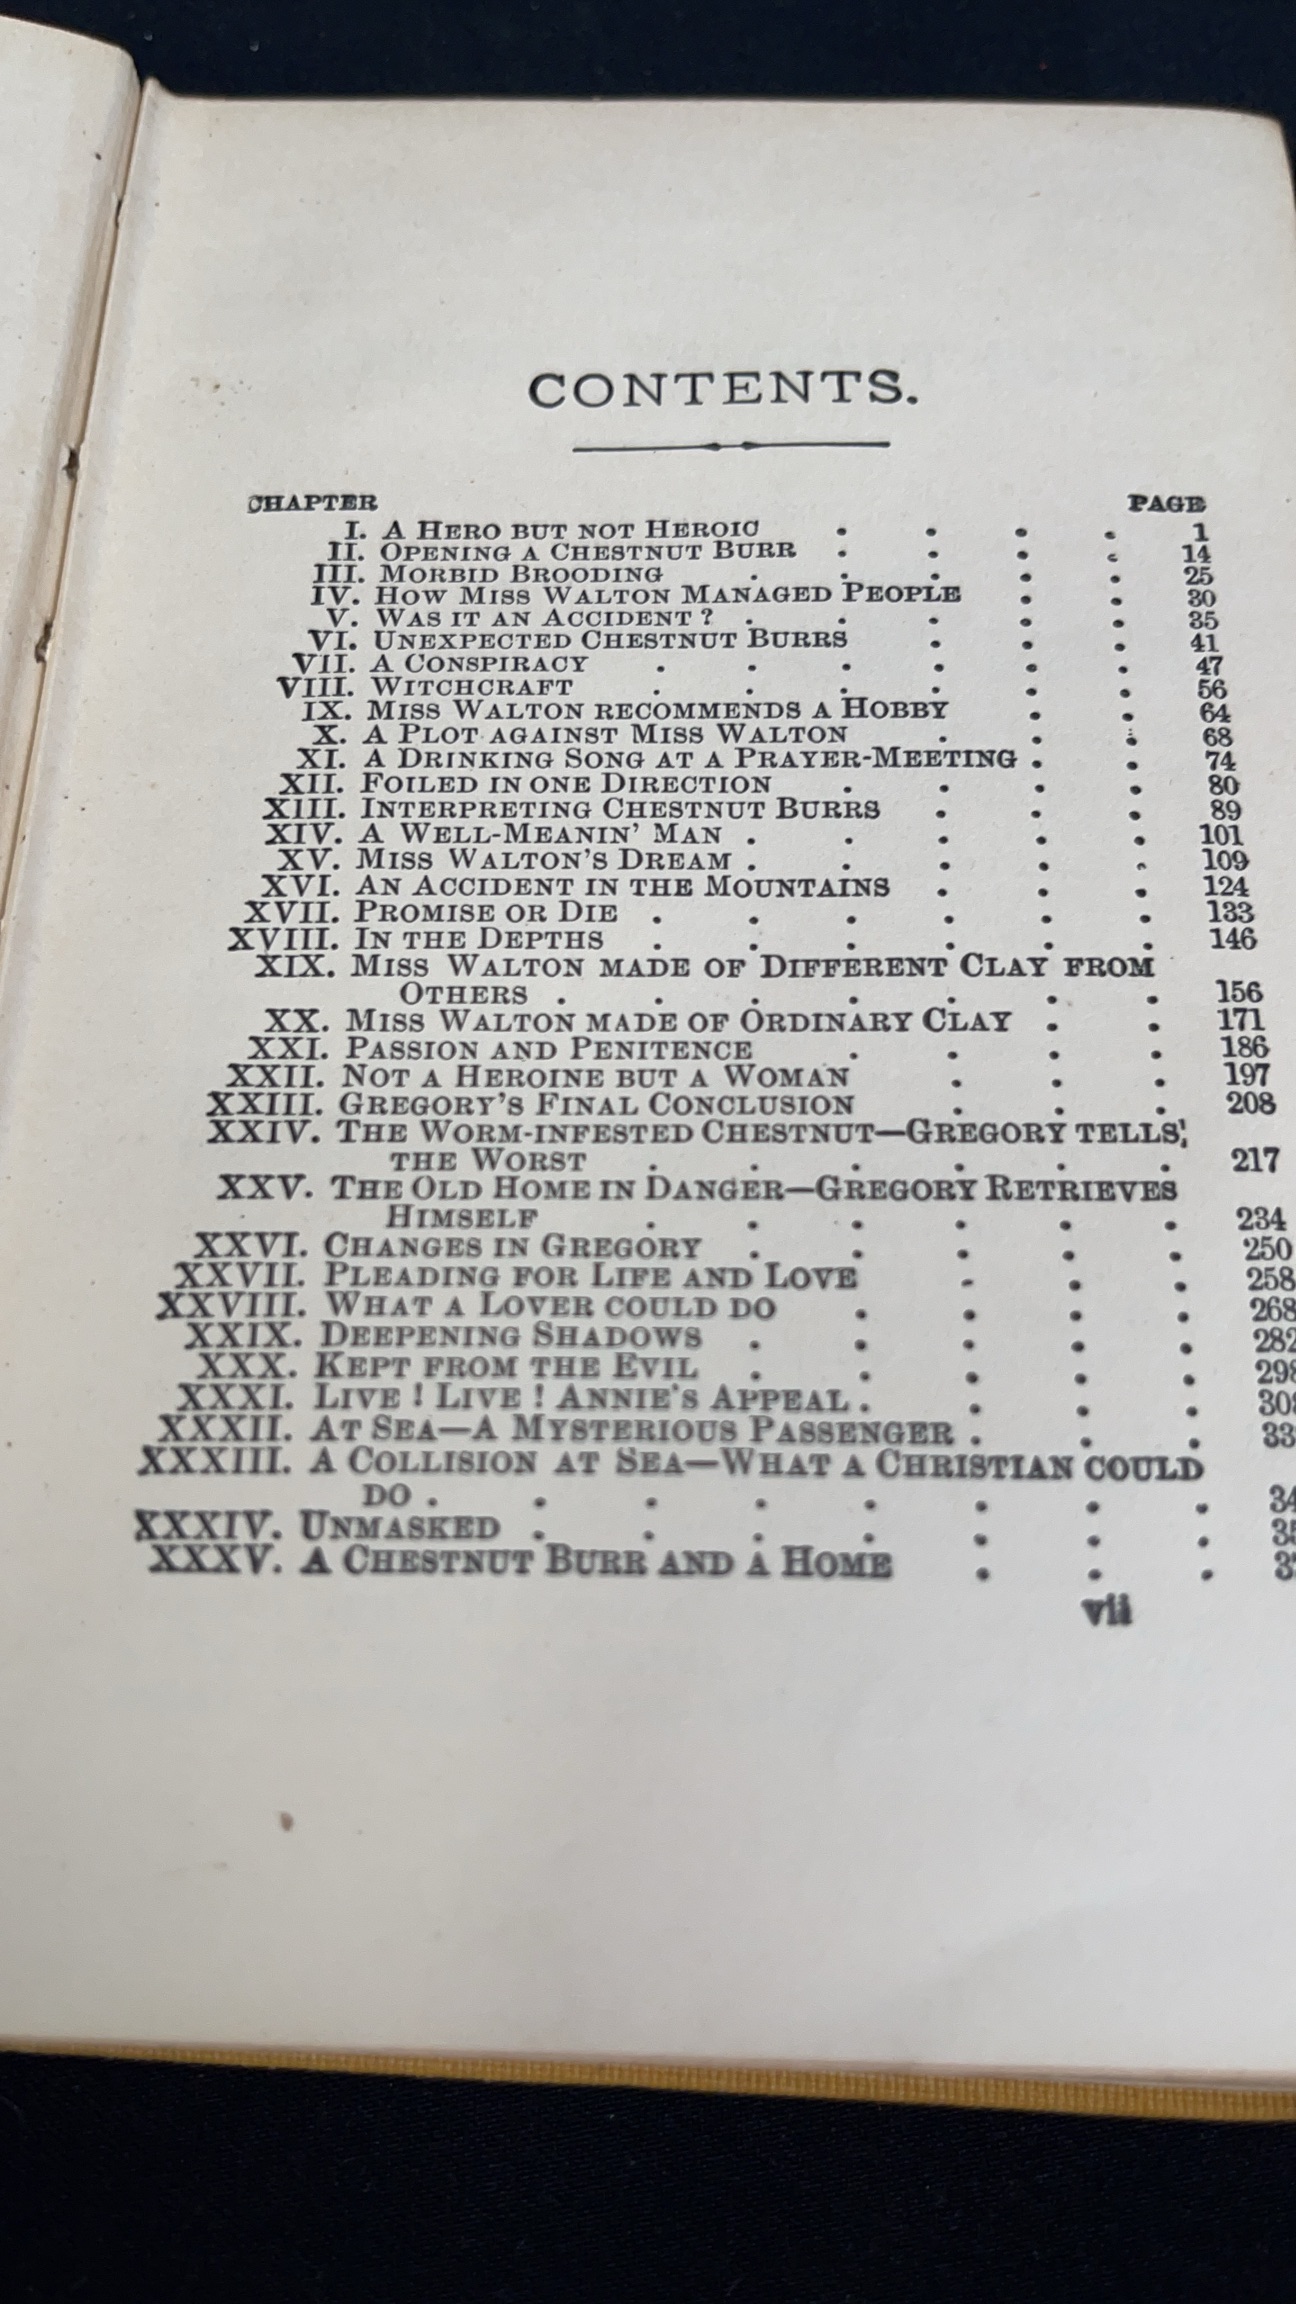 CONTENTS.
CHAPTER PAGE
I. A HERO BUT NOT HEROIC . . . . 1
II. OPENING A CHESTNUT BURR . . . . 14
III. MORBID BROODING . . . . . 25
IV. HOW MISS WALTON MANAGED PEOPLE . . 30
V. WAS IT AN ACCIDENT ? . . . . . 35
VI. UNEXPECTED CHESTNUT BURRS . . . 41
VII. A CONSPIRACY . . . . . . 47
VIII. WITCHCRAFT . . . . . . 56
IX. MISS WALTON RECOMMENDS A HOBBY . . 64
X. A PLOT AGAINST MISS WALTON . . . 68
XI. A DRINKING SONG AT A PRAYER-MEETING . . 74
XII. FOILED IN ONE DIRECTION . . . . 80
XIII. INTERPRETING CHESTNUT BURRS . . . 89
XIV. A WELL-MEANIN' MAN . . . . . 101
XV. MISS WALTON'S DREAM . . . . . 109
XVI. AN ACCIDENT IN THE MOUNTAINS . . . 124
XVII. PROMISE OR DIE . . . . . . 133
XVIII. IN THE DEPTHS . . . . . . 146
XIX. MISS WALTON MADE OF DIFFERENT CLAY FROM
OTHERS . . . . . . . 156
XX. MISS WALTON MADE OF ORDINARY CLAY . . 171
XXI. PASSION AND PENITENCE . . . . 186
XXII. NOT A HEROINE BUT A WOMAN . . . 197
XXIII. GREGORY'S FINAL CONCLUSION . . . 208
XXIV. THE WORM-INFESTED CHESTNUT—GREGORY TELLS
THE WORST . . . . . . 217
XXV. THE OLD HOME IN DANGER—GREGORY RETRIEVES
HIMSELF . . . . . . 234
XXVI. CHANGES IN GREGORY . . . . . 250
XXVII. PLEADING FOR LIFE AND LOVE . . . 258
XXVIII. WHAT A LOVER COULD DO . . . . 268
XXIX. DEEPENING SHADOWS . . . . . 282
XXX. KEPT FROM THE EVIL . . . . . 298
XXXI. LIVE ! LIVE ! ANNIE'S APPEAL . . . . 308
XXXII. AT SEA—A MYSTERIOUS PASSENGER . . . 33
XXXIII. A COLLISION AT SEA—WHAT A CHRISTIAN COULD
DO . . . . . . . . 34
XXXIV. UNMASKED . . . . . . . 35
XXXV. A CHESTNUT BURR AND A HOME . . . 3
vii